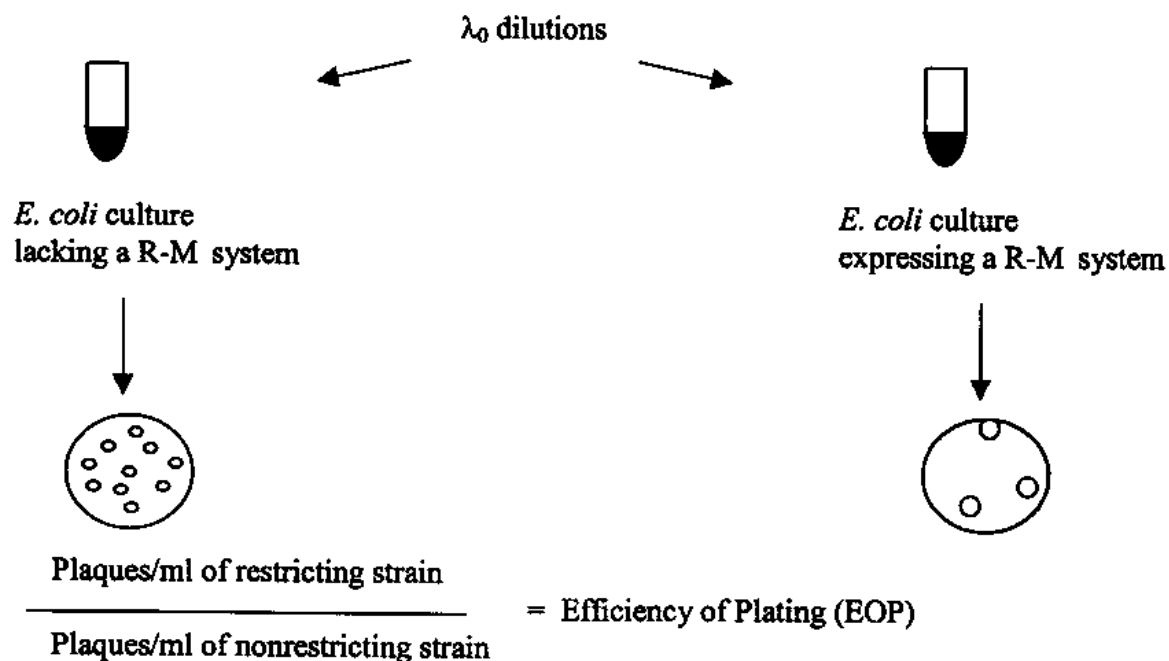 λ0 dilutions
E. coli culture
lacking a R-M system
E. coli culture
expressing a R-M system
Plaques/ml of restricting strain
Plaques/ml of nonrestricting strain
= Efficiency of Plating (EOP)